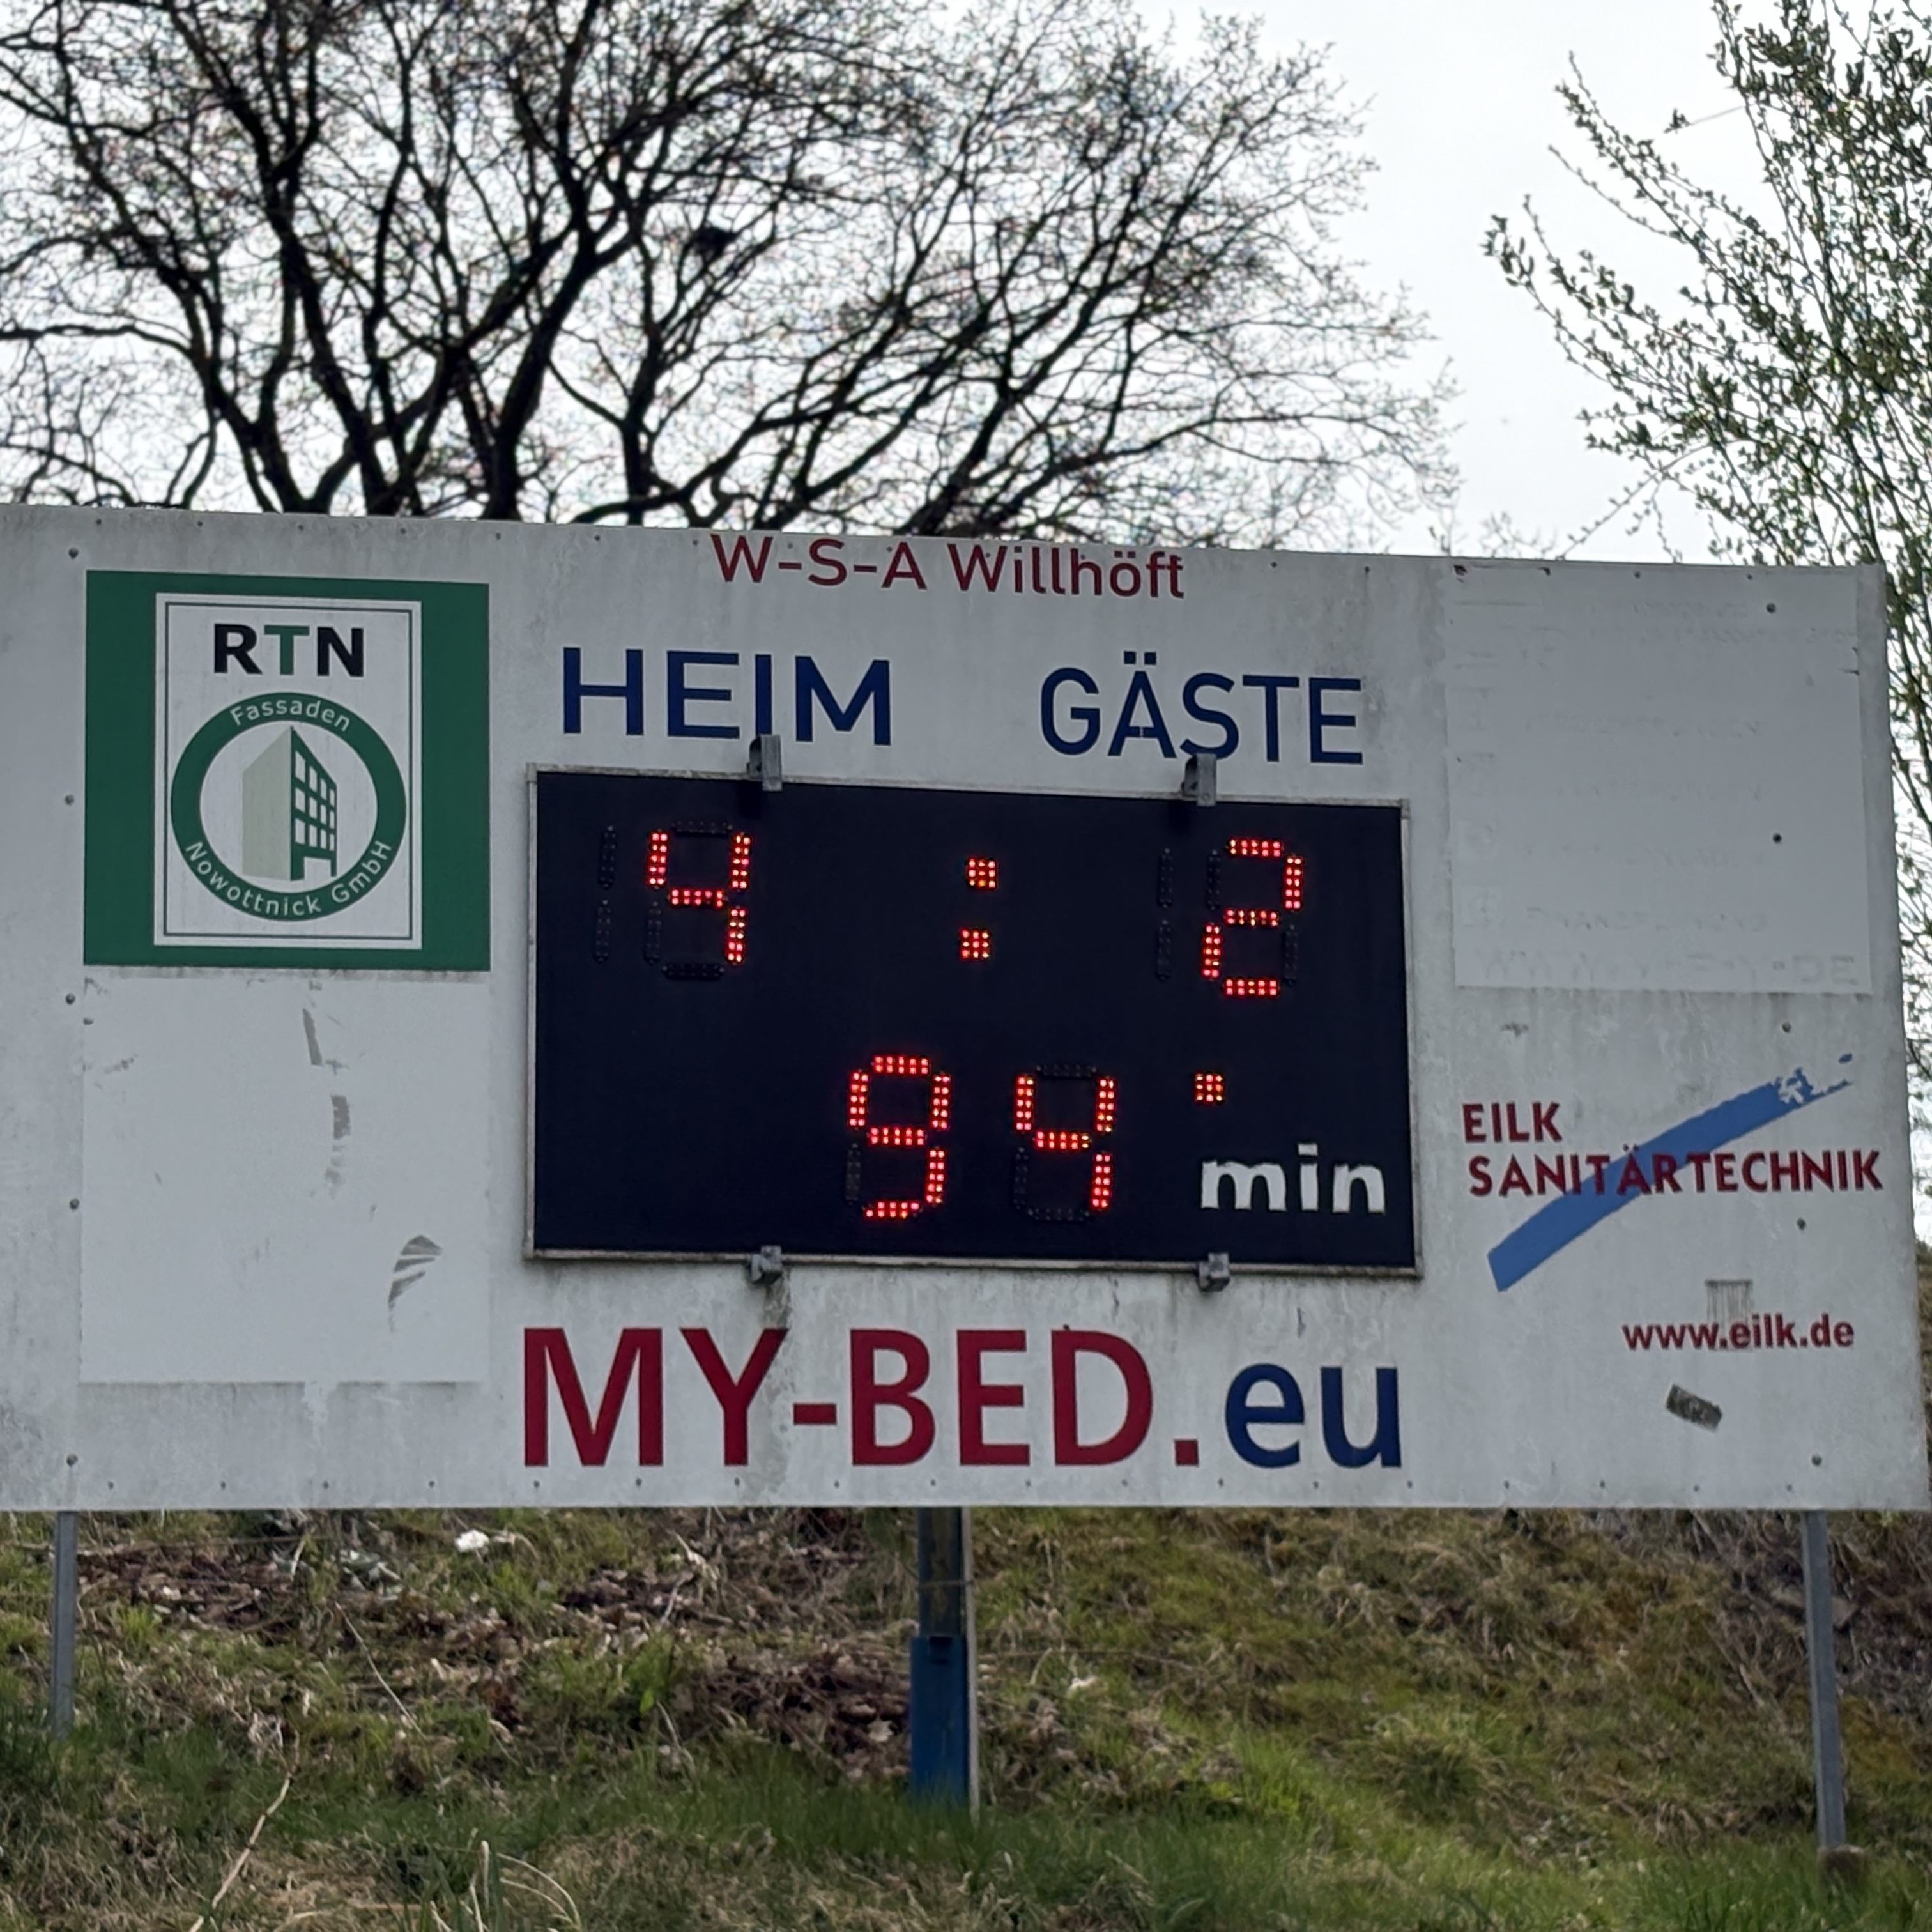 W-S-A Willhöft
RTN
Fassaden
Nowottnick GmbH
HEIM GÄSTE
4 : 2
94 '
min
EILK
SANITÄRTECHNIK
www.eilk.de
MY-BED.eu